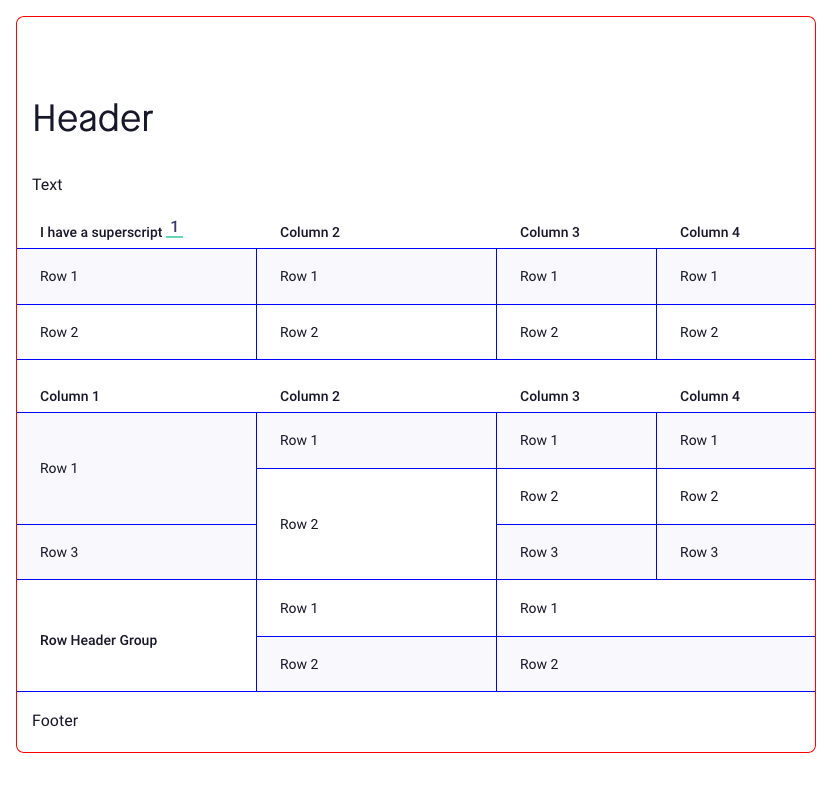 Header
Text
I have a superscript 1 Column 2 Column 3 Column 4
Row 1 Row 1 Row 1 Row 1
Row 2 Row 2 Row 2 Row 2
Column 1 Column 2 Column 3 Column 4
Row 1 Row 1 Row 1 Row 1
Row 2 Row 2 Row 2
Row 3 Row 3 Row 3
Row Header Group Row 1 Row 1
Row 2 Row 2
Footer